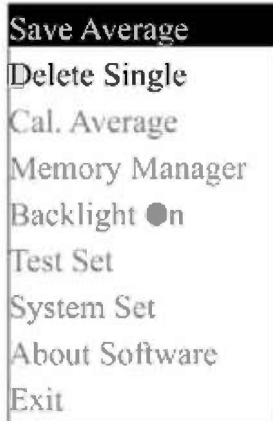 Save Average
Delete Single
Cal. Average
Memory Manager
Backlight On
Test Set
System Set
About Software
Exit